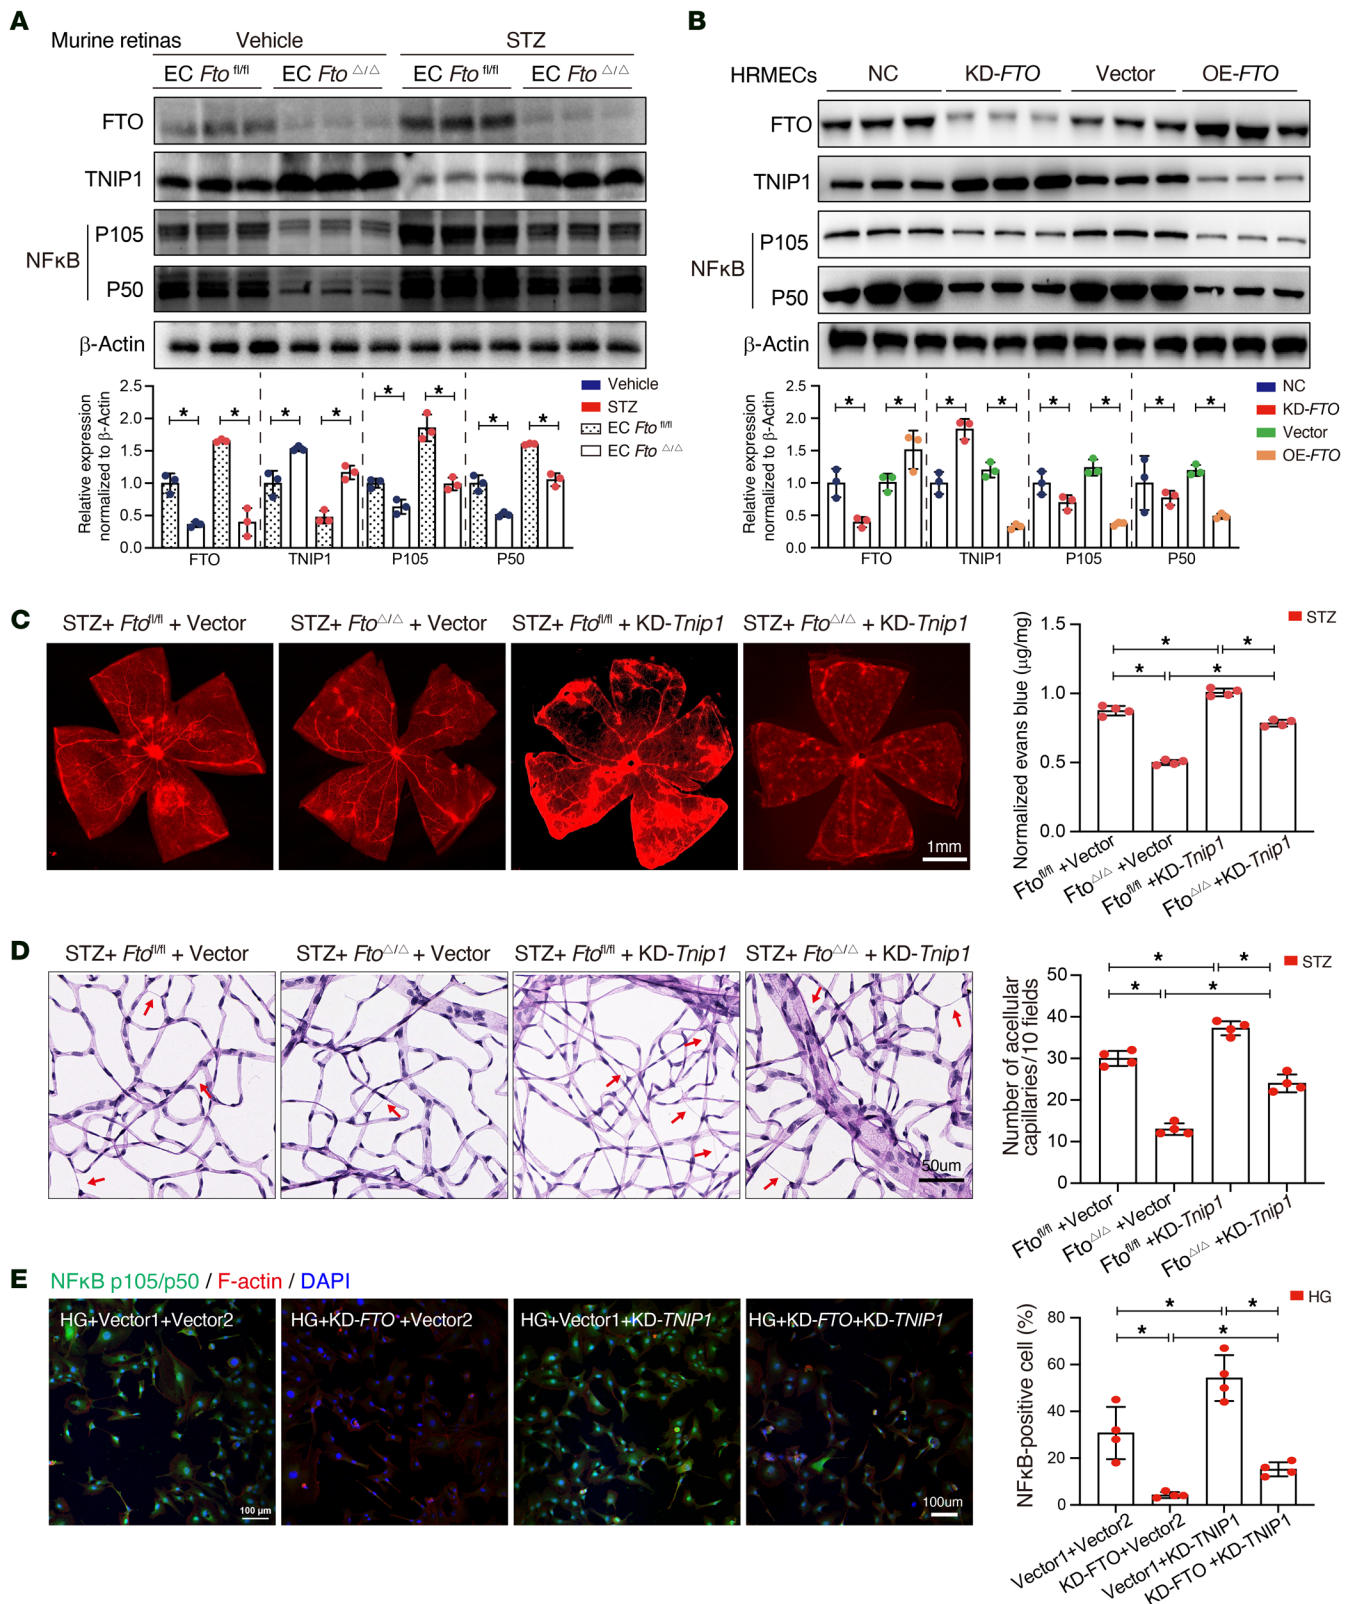 A
Murine retinas Vehicle STZ
EC Fto fl/fl EC Fto △/△ EC Fto fl/fl EC Fto △/△
FTO
TNIP1
P105
NFκB
P50
β-Actin
Relative expression
normalized to β-Actin
2.5
2.0
1.5
1.0
0.5
0.0
* * * * * * * *
FTO TNIP1 P105 P50
Vehicle
STZ
EC Fto fl/fl
EC Fto △/△
B
HRMECs NC KD-FTO Vector OE-FTO
FTO
TNIP1
P105
NFκB
P50
β-Actin
Relative expression
normalized to β-Actin
2.5
2.0
1.5
1.0
0.5
0.0
* * * * * * * *
FTO TNIP1 P105 P50
NC
KD-FTO
Vector
OE-FTO
C
STZ+ Fto fl/fl + Vector STZ+ Fto △/△ + Vector STZ+ Fto fl/fl + KD-Tnip1 STZ+ Fto △/△ + KD-Tnip1
1mm
Normalized evans blue (μg/mg)
1.5
1.0
0.5
0.0
* * * *
STZ
Fto fl/fl +Vector
Fto △/△ +Vector
Fto fl/fl +KD-Tnip1
Fto △/△ +KD-Tnip1
D
STZ+ Fto fl/fl + Vector STZ+ Fto △/△ + Vector STZ+ Fto fl/fl + KD-Tnip1 STZ+ Fto △/△ + KD-Tnip1
50um
Number of acellular
capillaries/10 fields
50
40
30
20
10
0
* * * *
STZ
Fto fl/fl +Vector
Fto △/△ +Vector
Fto fl/fl +KD-Tnip1
Fto △/△ +KD-Tnip1
E
NFκB p105/p50 / F-actin / DAPI
HG+Vector1+Vector2 HG+KD-FTO +Vector2 HG+Vector1+KD-TNIP1 HG+KD-FTO+KD-TNIP1
100 μm
100um
NFκB-positive cell (%)
80
60
40
20
0
* * * *
HG
Vector1+Vector2
KD-FTO+Vector2
Vector1+KD-TNIP1
KD-FTO +KD-TNIP1